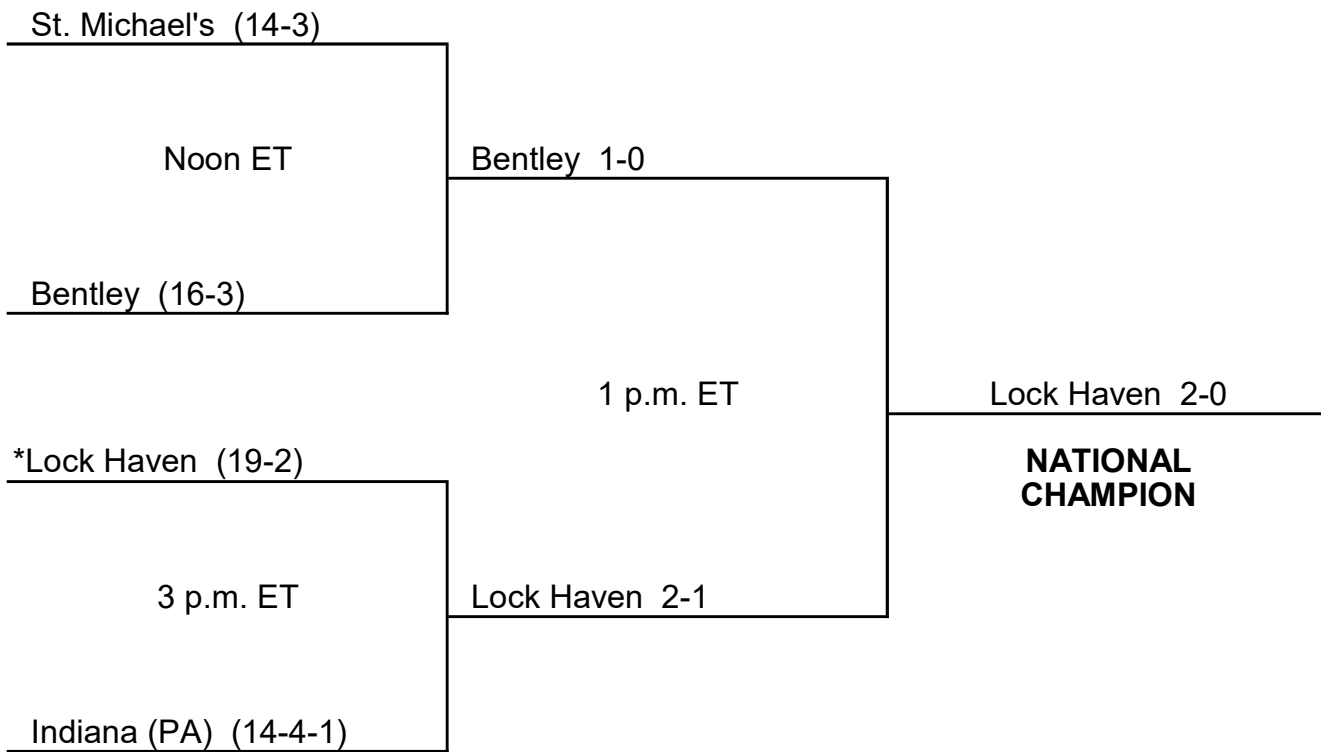 St. Michael's (14-3)
Noon ET
Bentley 1-0
Bentley (16-3)
1 p.m. ET
Lock Haven 2-0
*Lock Haven (19-2)
NATIONAL
CHAMPION
3 p.m. ET
Lock Haven 2-1
Indiana (PA) (14-4-1)